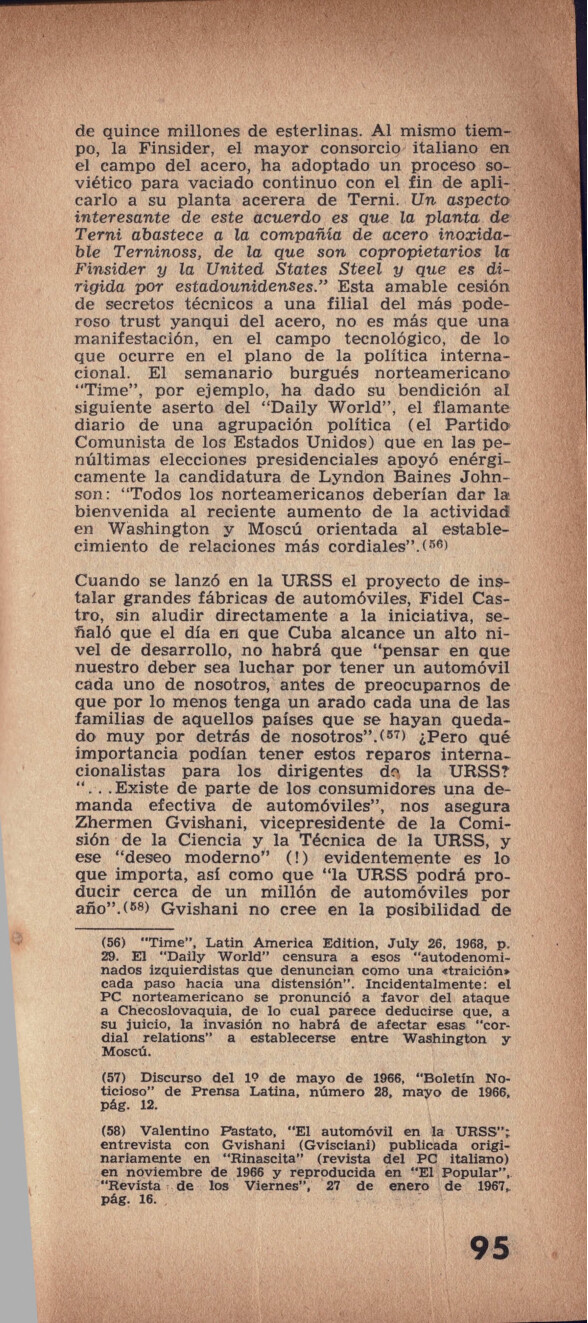 de quince millones de esterlinas. Al mismo tiem-
po, la Finsider, el mayor consorcio italiano en
el campo del acero, ha adoptado un proceso so-
viético para vaciado continuo con el fin de apli-
carlo a su planta acerera de Terni. Un aspecto
interesante de este acuerdo es que la planta de
Terni abastece a la compañía de acero inoxida-
ble Terninoss, de la que son copropietarios la
Finsider y la United States Steel y que es di-
rigida por estadounidenses.” Esta amable cesión
de secretos técnicos a una filial del más pode-
roso trust yanqui del acero, no es más que una
manifestación, en el campo tecnológico, de lo
que ocurre en el plano de la política interna-
cional. El semanario burgués norteamericano
“Time”, por ejemplo, ha dado su bendición al
siguiente aserto del “Daily World”, el flamante
diario de una agrupación política (el Partido
Comunista de los Estados Unidos) que en las pe-
núltimas elecciones presidenciales apoyó enérgi-
camente la candidatura de Lyndon Baines John-
son: “Todos los norteamericanos deberían dar la
bienvenida al reciente aumento de la actividad
en Washington y Moscú orientada al estable-
cimiento de relaciones más cordiales”.(56)
Cuando se lanzó en la URSS el proyecto de ins-
talar grandes fábricas de automóviles, Fidel Cas-
tro, sin aludir directamente a la iniciativa, se-
ñaló que el día en que Cuba alcance un alto ni-
vel de desarrollo, no habrá que “pensar en que
nuestro deber sea luchar por tener un automóvil
cada uno de nosotros, antes de preocuparnos de
que por lo menos tenga un arado cada una de las
familias de aquellos países que se hayan queda-
do muy por detrás de nosotros”.(57) ¿Pero qué
importancia podían tener estos reparos interna-
cionalistas para los dirigentes de la URSS?
“...Existe de parte de los consumidores una de-
manda efectiva de automóviles”, nos asegura
Zhermen Gvishani, vicepresidente de la Comi-
sión de la Ciencia y la Técnica de la URSS, y
ese “deseo moderno” (!) evidentemente es lo
que importa, así como que “la URSS podrá pro-
ducir cerca de un millón de automóviles por
año”.(58) Gvishani no cree en la posibilidad de
(56) “Time”, Latin America Edition, July 26, 1968, p.
29. El “Daily World” censura a esos “autodenomi-
nados izquierdistas que denuncian como una «traición»
cada paso hacia una distensión”. Incidentalmente: el
PC norteamericano se pronunció a favor del ataque
a Checoslovaquia, de lo cual parece deducirse que, a
su juicio, la invasión no habrá de afectar esas “cor-
dial relations” a establecerse entre Washington y
Moscú.
(57) Discurso del 1º de mayo de 1966, “Boletín No-
ticioso” de Prensa Latina, número 28, mayo de 1966,
pág. 12.
(58) Valentino Pastato, “El automóvil en la URSS”;
entrevista con Gvishani (Gvisciani) publicada origi-
nariamente en “Rinascita” (revista del PC italiano)
en noviembre de 1966 y reproducida en “El Popular”,
“Revista de los Viernes”, 27 de enero de 1967,
pág. 16.
95